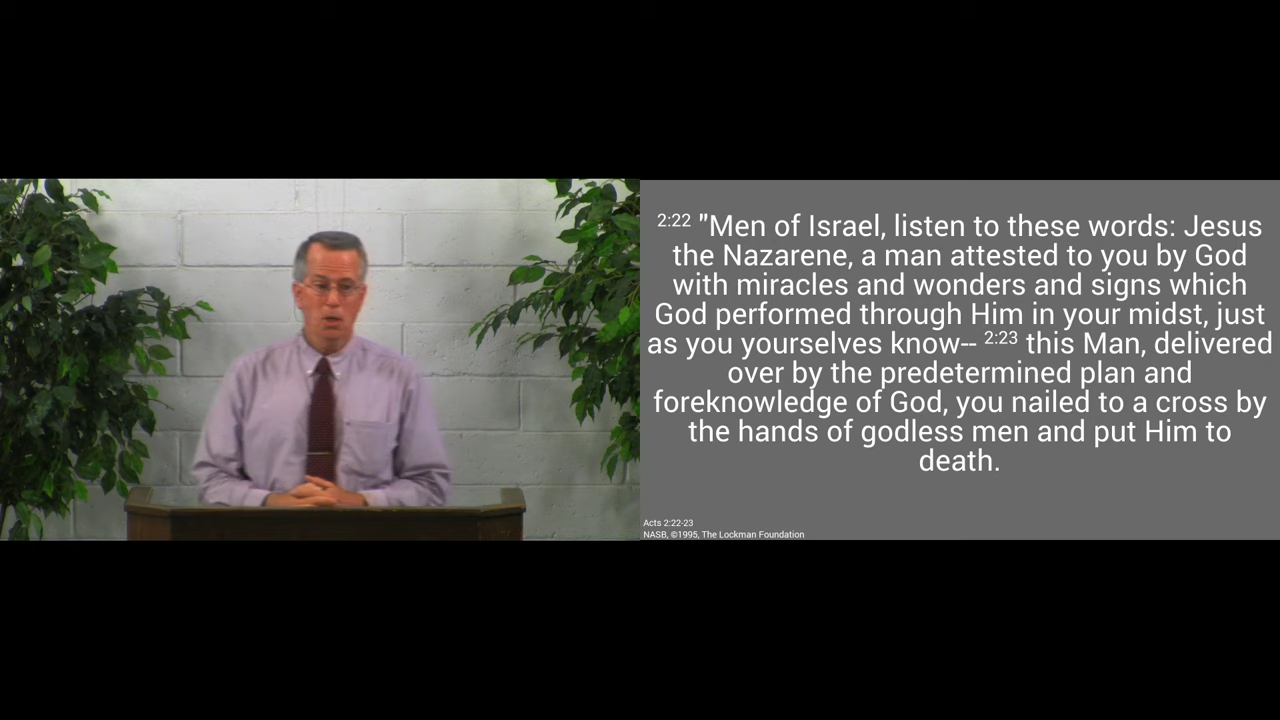 2:22 "Men of Israel, listen to these words: Jesus
the Nazarene, a man attested to you by God
with miracles and wonders and signs which
God performed through Him in your midst, just
as you yourselves know-- 2:23 this Man, delivered
over by the predetermined plan and
foreknowledge of God, you nailed to a cross by
the hands of godless men and put Him to
death.
Acts 2:22-23
NASB, ©1995, The Lockman Foundation